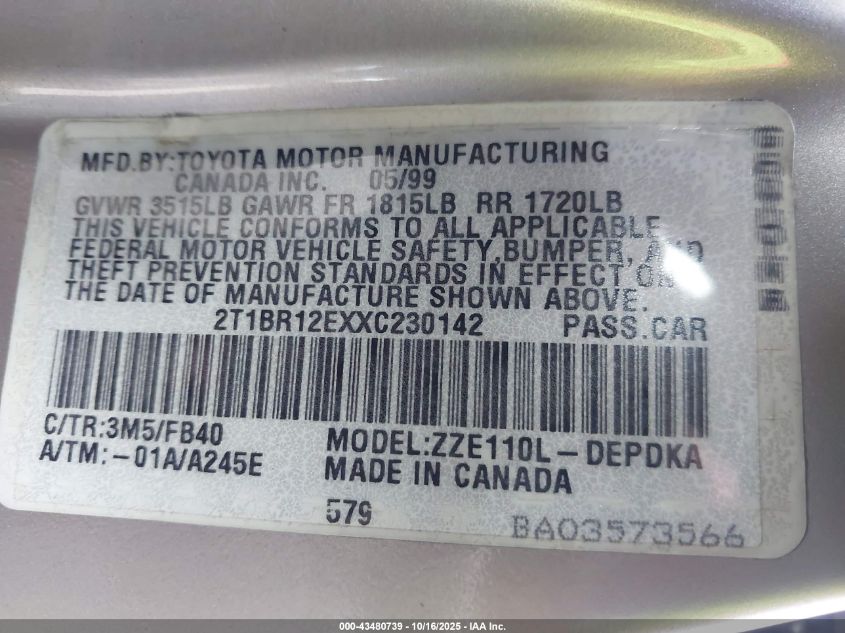 MFD.BY:TOYOTA MOTOR MANUFACTURING
CANADA INC. 05/99
GVWR 3515LB GAWR FR 1815LB RR 1720LB
THIS VEHICLE CONFORMS TO ALL APPLICABLE
FEDERAL MOTOR VEHICLE SAFETY,BUMPER, AND
THEFT PREVENTION STANDARDS IN EFFECT ON
THE DATE OF MANUFACTURE SHOWN ABOVE.
2T1BR12EXXC230142 PASS.CAR
C/TR:3M5/FB40
A/TM:-01A/A245E
MODEL:ZZE110L-DEPDKA
MADE IN CANADA
579
BA03573566
000-43480739 - 10/16/2025 - IAA Inc.